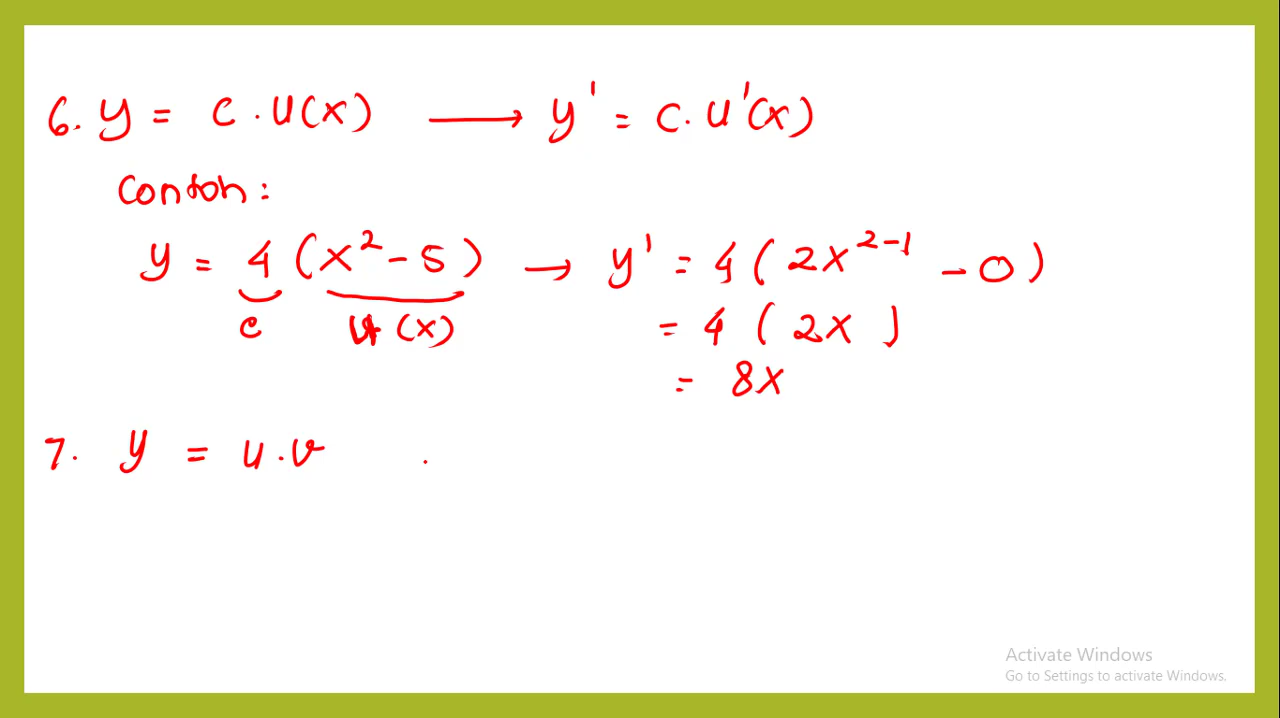 6. y = c . u(x) ⟶ y' = c. u'(x)
Contoh:
y = 4 (x² - 5) → y' = 4 ( 2x²⁻¹ - 0 )
c u(x) = 4 ( 2x )
= 8x
7. y = u . v .
Activate Windows
Go to Settings to activate Windows.